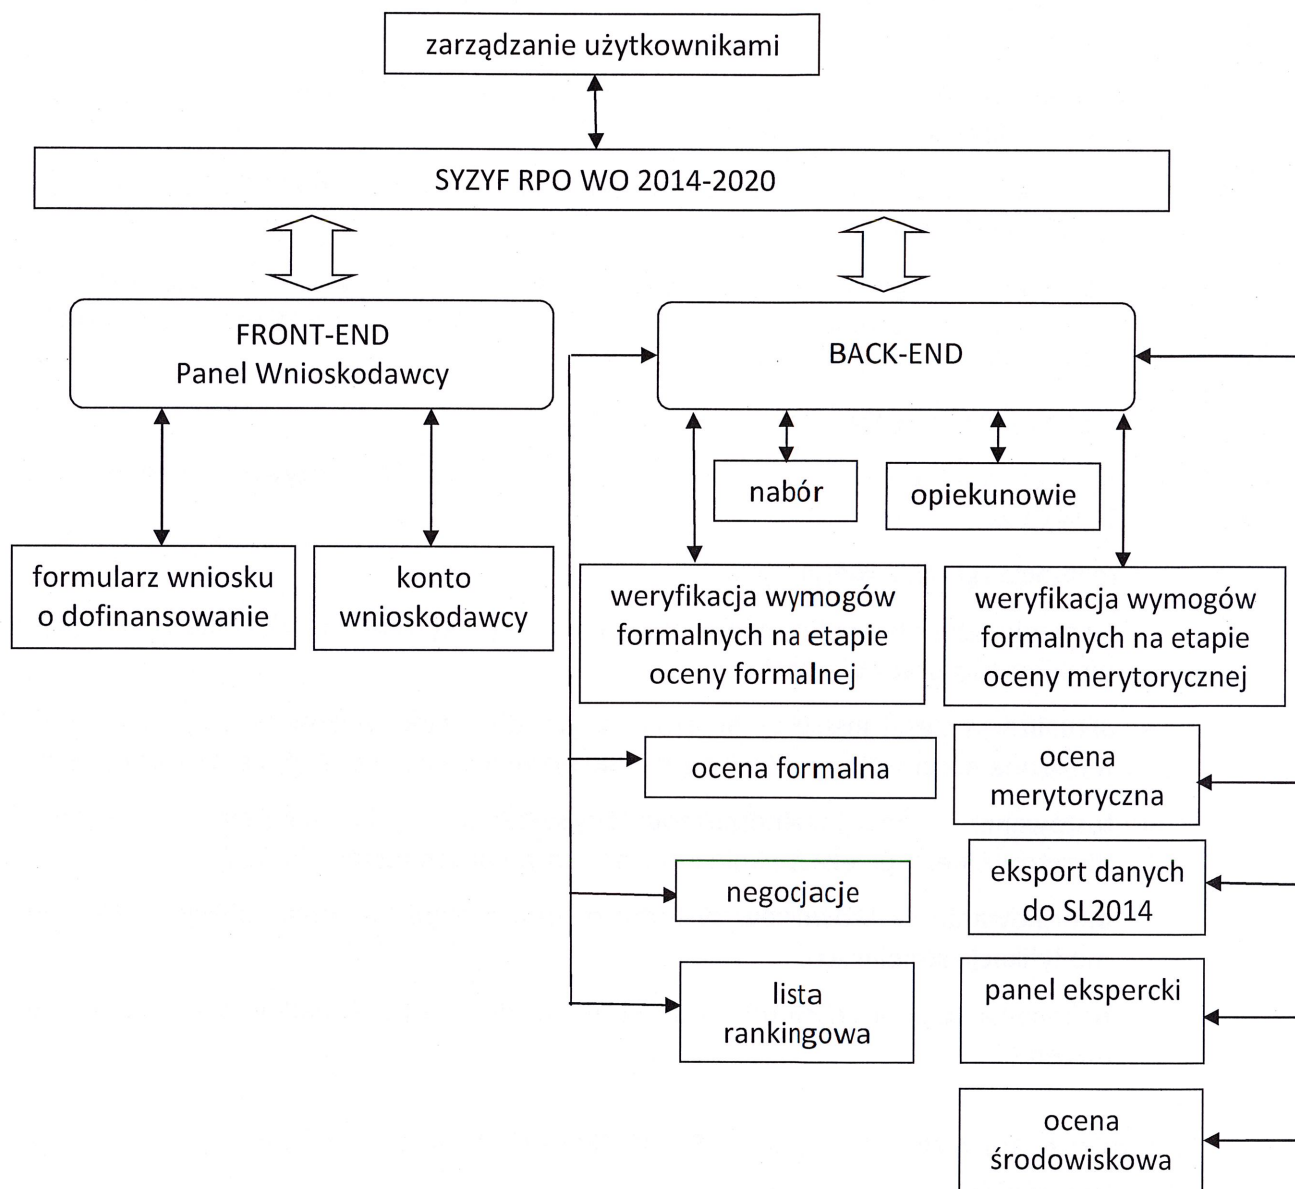 zarządzanie użytkownikami
SYZYF RPO WO 2014-2020
FRONT-END
Panel Wnioskodawcy
BACK-END
nabór
opiekunowie
formularz wniosku
o dofinansowanie
konto
wnioskodawcy
weryfikacja wymogów
formalnych na etapie
oceny formalnej
weryfikacja wymogów
formalnych na etapie
oceny merytorycznej
ocena formalna
ocena
merytoryczna
negocjacje
eksport danych
do SL2014
lista
rankingowa
panel ekspercki
ocena
środowiskowa